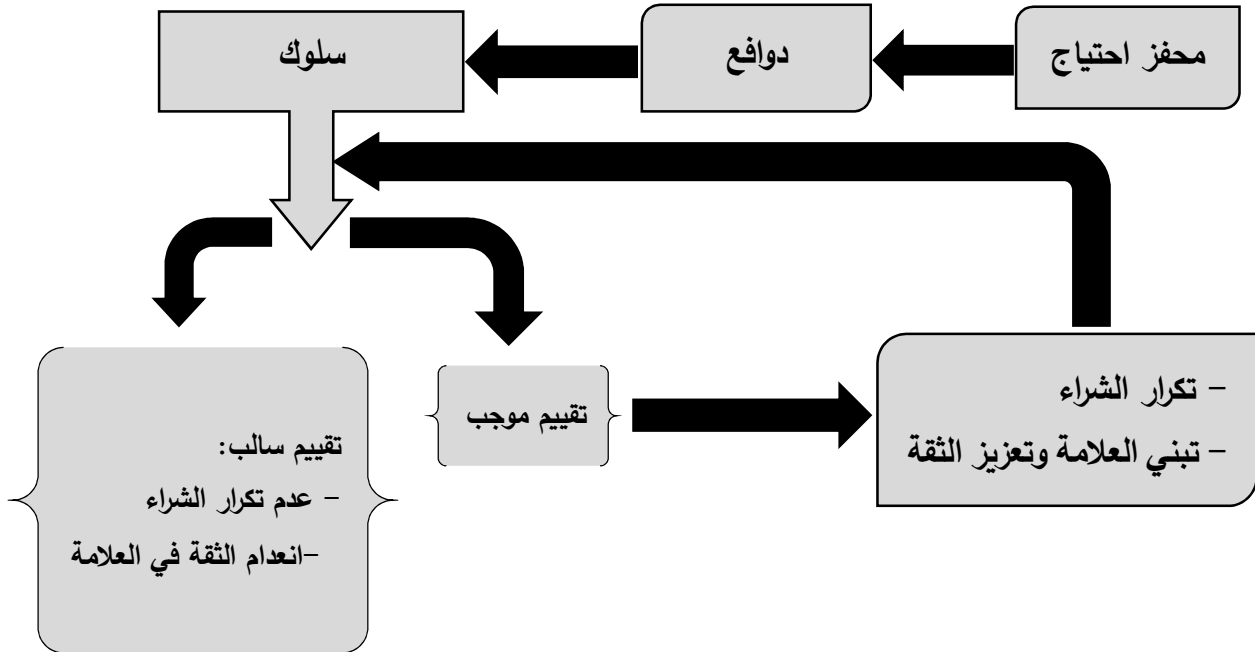 محفز احتياج
دوافع
سلوك
تقييم موجب
- تكرار الشراء
- تبني العلامة وتعزيز الثقة
تقييم سالب:
- عدم تكرار الشراء
-انعدام الثقة في العلامة